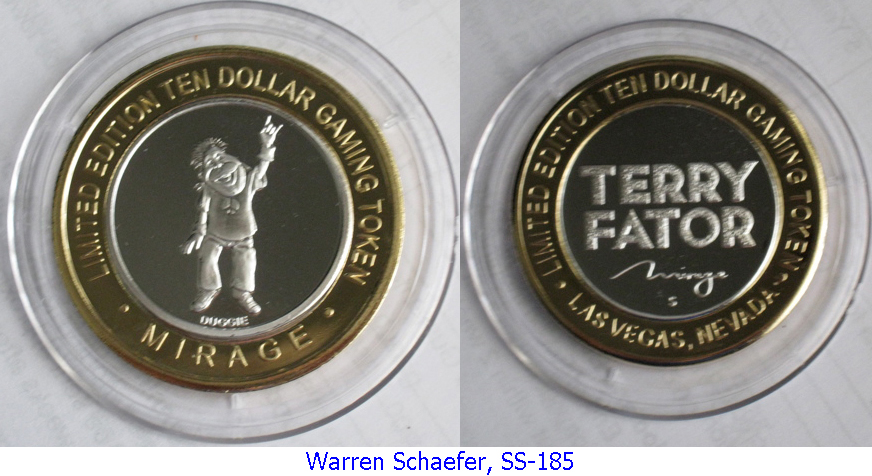 LIMITED EDITION TEN DOLLAR GAMING TOKEN
DUGGIE
• MIRAGE •
LIMITED EDITION TEN DOLLAR GAMING TOKEN
TERRY
FATOR
Mirage
S
• LAS VEGAS, NEVADA •
Warren Schaefer, SS-185